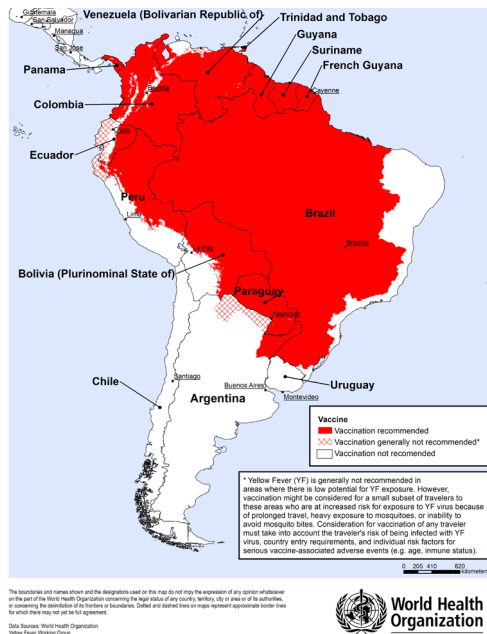 Guatemala
San Salvador
Managua
San Jose
Venezuela (Bolivarian Republic of)
Trinidad and Tobago
Guyana
Suriname
French Guyana
Cayenne
Panama
Bogota
Colombia
Quito
Ecuador
Peru
Lima
Brazil
Brasilia
La Paz
Bolivia (Plurinominal State of)
Paraguay
Asuncion
Chile
Santiago
Buenos Aires
Argentina
Uruguay
Montevideo
Vaccine
Vaccination recommended
Vaccination generally not recommended*
Vaccination not recomended
* Yellow Fever (YF) is generally not recommended in
areas where there is low potential for YF exposure. However,
vaccination might be considered for a small subset of travelers to
these areas who are at increased risk for exposure to YF virus because
of prolonged travel, heavy exposure to mosquitoes, or inability to
avoid mosquito bites. Consideration for vaccination of any traveler
must take into account the traveler's risk of being infected with YF
virus, country entry requirements, and individual risk factors for
serious vaccine-associated adverse events (e.g. age, inmune status).
0 205 410 820
kilometers
The boundaries and names shown and the designators used on this map do not impy the expression of any opinion whatsoever
on the part of the World Health Organization concerning the legal status of any country, territory, city or area or of its authorities,
or concerning the delimitation of its frontiers or boundaries. Dotted and dashed lines on maps represent approximate border lines
for which there may not yet be full agreement.
Data Sources: World Health Organization
Yellow Fever Working Group
World Health
Organization